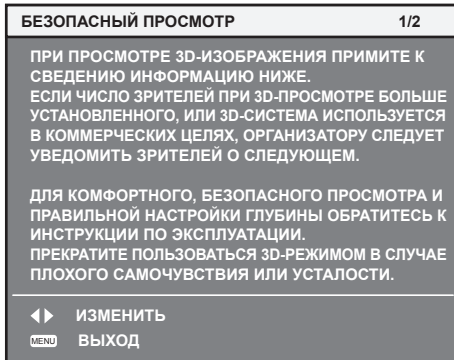 БЕЗОПАСНЫЙ ПРОСМОТР 1/2
ПРИ ПРОСМОТРЕ 3D-ИЗОБРАЖЕНИЯ ПРИМИТЕ К
СВЕДЕНИЮ ИНФОРМАЦИЮ НИЖЕ.
ЕСЛИ ЧИСЛО ЗРИТЕЛЕЙ ПРИ 3D-ПРОСМОТРЕ БОЛЬШЕ
УСТАНОВЛЕННОГО, ИЛИ 3D-СИСТЕМА ИСПОЛЬЗУЕТСЯ
В КОММЕРЧЕСКИХ ЦЕЛЯХ, ОРГАНИЗАТОРУ СЛЕДУЕТ
УВЕДОМИТЬ ЗРИТЕЛЕЙ О СЛЕДУЮЩЕМ.
ДЛЯ КОМФОРТНОГО, БЕЗОПАСНОГО ПРОСМОТРА И
ПРАВИЛЬНОЙ НАСТРОЙКИ ГЛУБИНЫ ОБРАТИТЕСЬ К
ИНСТРУКЦИИ ПО ЭКСПЛУАТАЦИИ.
ПРЕКРАТИТЕ ПОЛЬЗОВАТЬСЯ 3D-РЕЖИМОМ В СЛУЧАЕ
ПЛОХОГО САМОЧУВСТВИЯ ИЛИ УСТАЛОСТИ.
ИЗМЕНИТЬ
MENU ВЫХОД